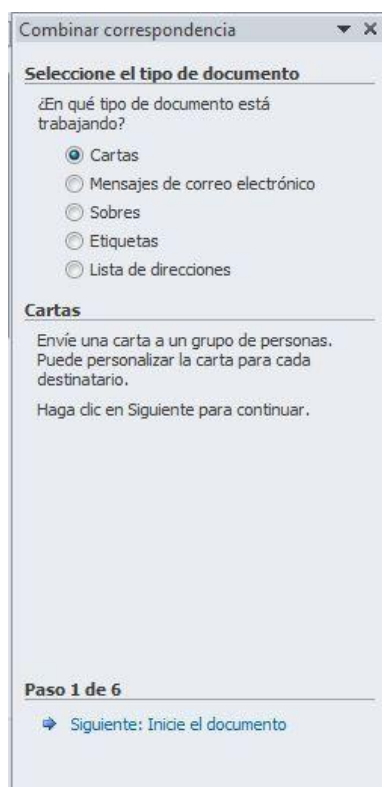 Combinar correspondencia
Seleccione el tipo de documento
¿En qué tipo de documento está
trabajando?
Cartas
Mensajes de correo electrónico
Sobres
Etiquetas
Lista de direcciones
Cartas
Envíe una carta a un grupo de personas.
Puede personalizar la carta para cada
destinatario.
Haga clic en Siguiente para continuar.
Paso 1 de 6
Siguiente: Inicie el documento